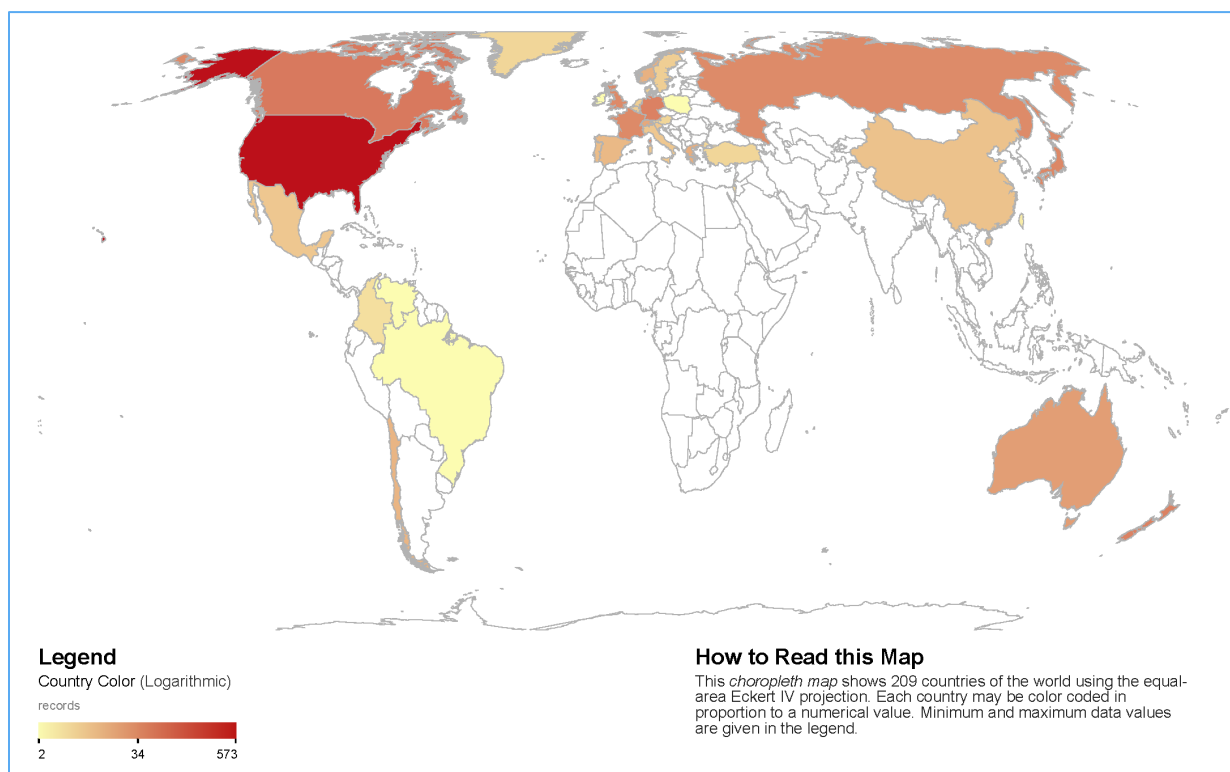 Legend
Country Color (Logarithmic)
records
2 34 573
How to Read this Map
This choropleth map shows 209 countries of the world using the equal-
area Eckert IV projection. Each country may be color coded in
proportion to a numerical value. Minimum and maximum data values
are given in the legend.